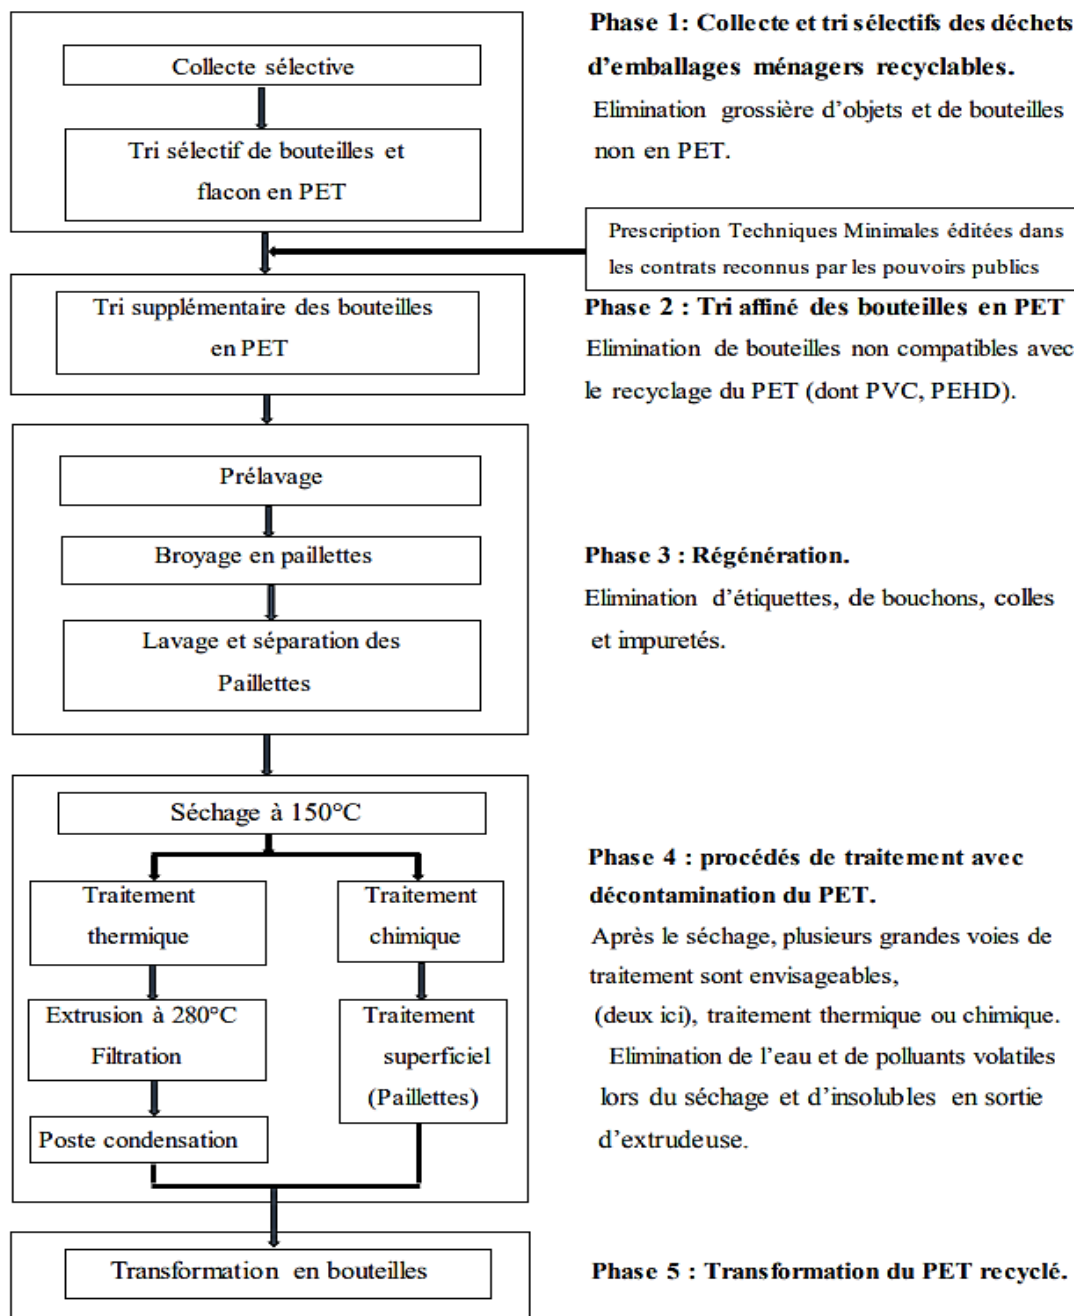 Phase 1: Collecte et tri sélectifs des déchets
d'emballages ménagers recyclables.
Elimination grossière d'objets et de bouteilles
non en PET.
Collecte sélective
Tri sélectif de bouteilles et
flacon en PET
Prescription Techniques Minimales éditées dans
les contrats reconnus par les pouvoirs publics
Tri supplémentaire des bouteilles
en PET
Phase 2 : Tri affiné des bouteilles en PET
Elimination de bouteilles non compatibles avec
le recyclage du PET (dont PVC, PEHD).
Prélavage
Broyage en paillettes
Lavage et séparation des
Paillettes
Phase 3 : Régénération.
Elimination d'étiquettes, de bouchons, colles
et impuretés.
Séchage à 150°C
Traitement
thermique
Traitement
chimique
Extrusion à 280°C
Filtration
Traitement
superficiel
(Paillettes)
Poste condensation
Phase 4 : procédés de traitement avec
décontamination du PET.
Après le séchage, plusieurs grandes voies de
traitement sont envisageables,
(deux ici), traitement thermique ou chimique.
Elimination de l'eau et de polluants volatiles
lors du séchage et d'insolubles en sortie
d'extrudeuse.
Transformation en bouteilles
Phase 5 : Transformation du PET recyclé.